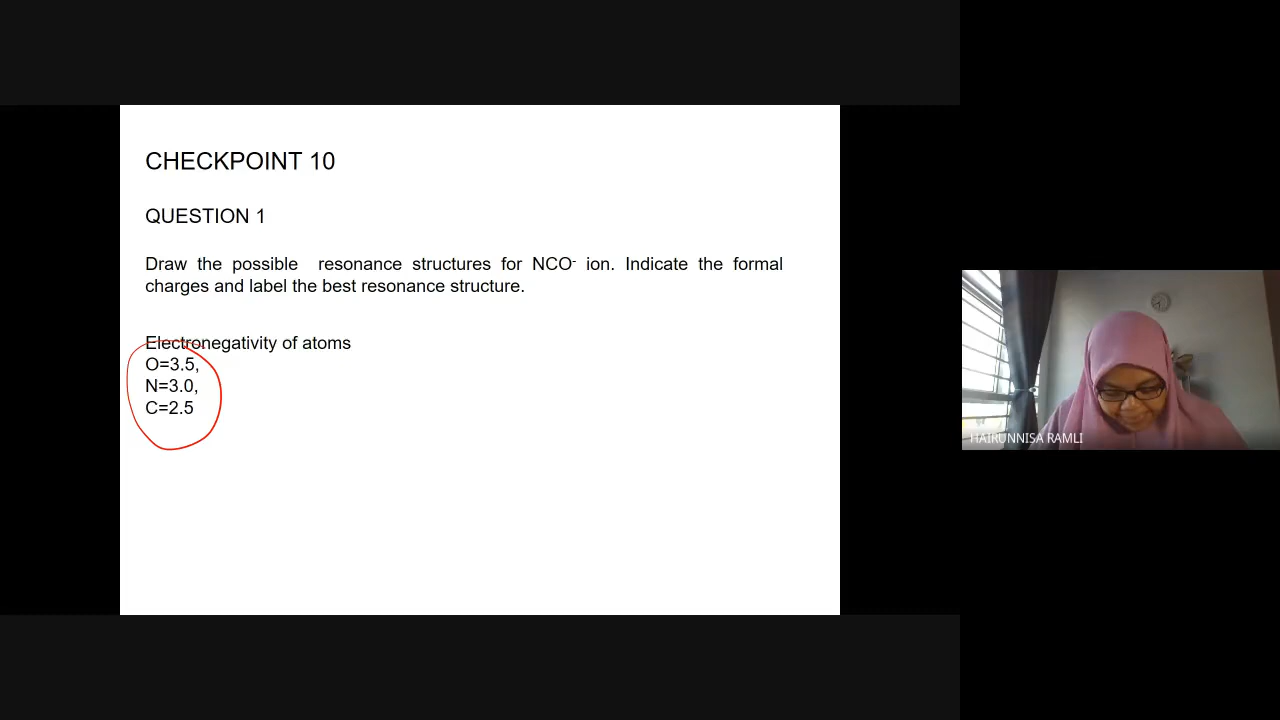 CHECKPOINT 10
QUESTION 1
Draw the possible resonance structures for NCO⁻ ion. Indicate the formal
charges and label the best resonance structure.
Electronegativity of atoms
O=3.5,
N=3.0,
C=2.5
HAIRUNNISA RAMLI